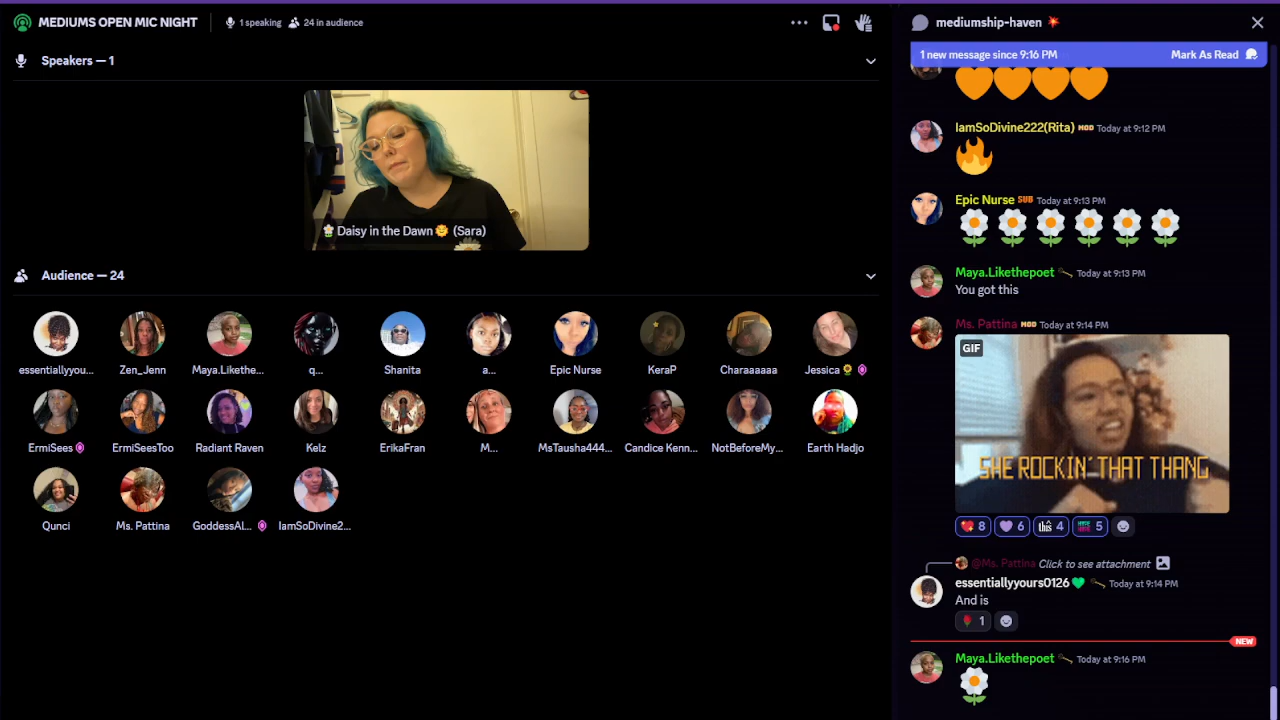 MEDIUMS OPEN MIC NIGHT
1 speaking
24 in audience
Speakers — 1
Daisy in the Dawn (Sara)
Audience — 24
essentiallyyou...
Zen_Jenn
Maya.Likethe...
q...
Shanita
a...
Epic Nurse
KeraP
Charaaaaaa
Jessica
ErmiSees
ErmiSeesToo
Radiant Raven
Kelz
ErikaFran
M...
MsTausha444...
Candice Kenn...
NotBeforeMy...
Earth Hadjo
Qunci
Ms. Pattina
GoddessAl...
IamSoDivine2...
mediumship-haven
1 new message since 9:16 PM
Mark As Read
IamSoDivine222(Rita) MOD Today at 9:12 PM
Epic Nurse SUB Today at 9:13 PM
Maya.Likethepoet Today at 9:13 PM
You got this
Ms. Pattina MOD Today at 9:14 PM
GIF
SHE ROCKIN' THAT THANG
8 6 this 4 5
@Ms. Pattina Click to see attachment
essentiallyyours0126 Today at 9:14 PM
And is
1
NEW
Maya.Likethepoet Today at 9:16 PM